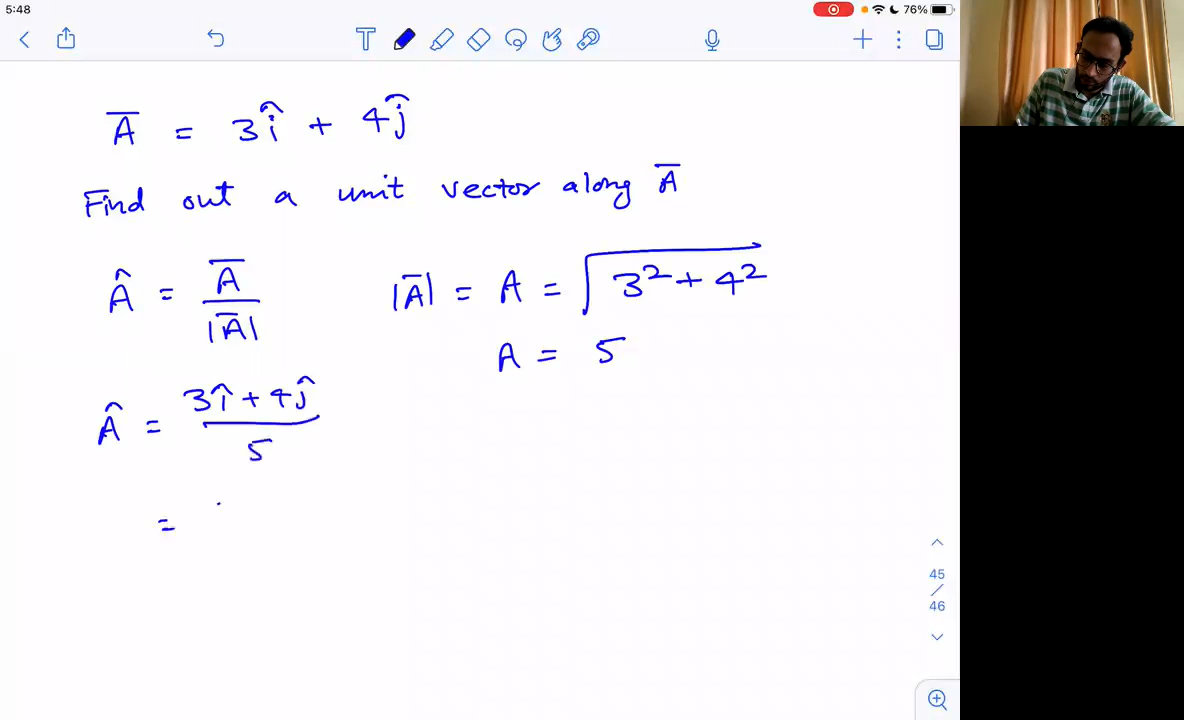 5:48
76%
T
A̅ = 3î + 4ĵ
Find out a unit vector along A̅
Â = A̅ / |A̅|
|A̅| = A = √(3² + 4²)
A = 5
Â = (3î + 4ĵ) / 5
=
45
/
46